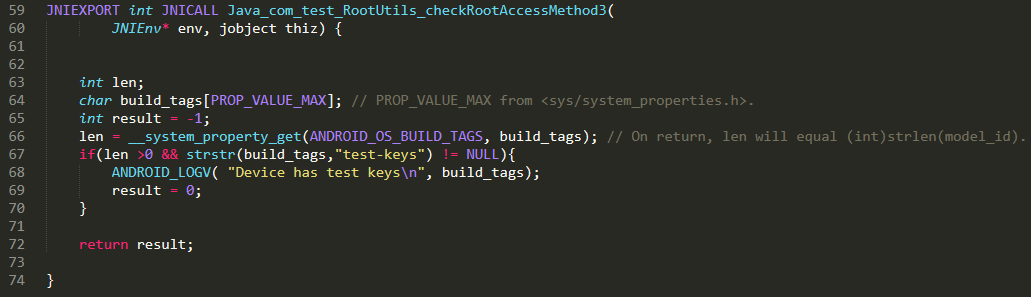 59 JNIEXPORT int JNICALL Java_com_test_RootUtils_checkRootAccessMethod3(
60         JNIEnv* env, jobject thiz) {
61
62
63     int len;
64     char build_tags[PROP_VALUE_MAX]; // PROP_VALUE_MAX from <sys/system_properties.h>.
65     int result = -1;
66     len = __system_property_get(ANDROID_OS_BUILD_TAGS, build_tags); // On return, len will equal (int)strlen(model_id).
67     if(len >0 && strstr(build_tags,"test-keys") != NULL){
68         ANDROID_LOGV( "Device has test keys\n", build_tags);
69         result = 0;
70     }
71
72     return result;
73
74 }